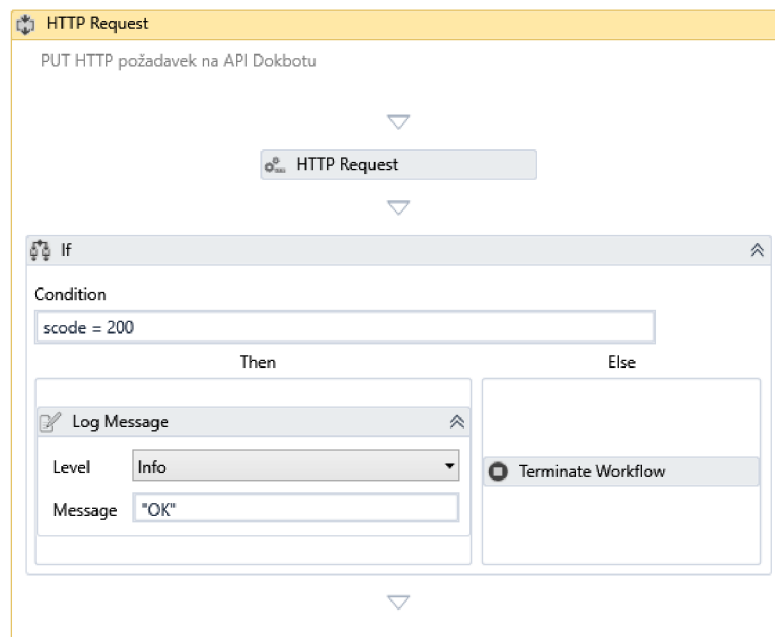 HTTP Request
PUT HTTP požadavek na API Dokbotu
HTTP Request
If
Condition
scode = 200
Then
Else
Log Message
Level
Info
Message
"OK"
Terminate Workflow